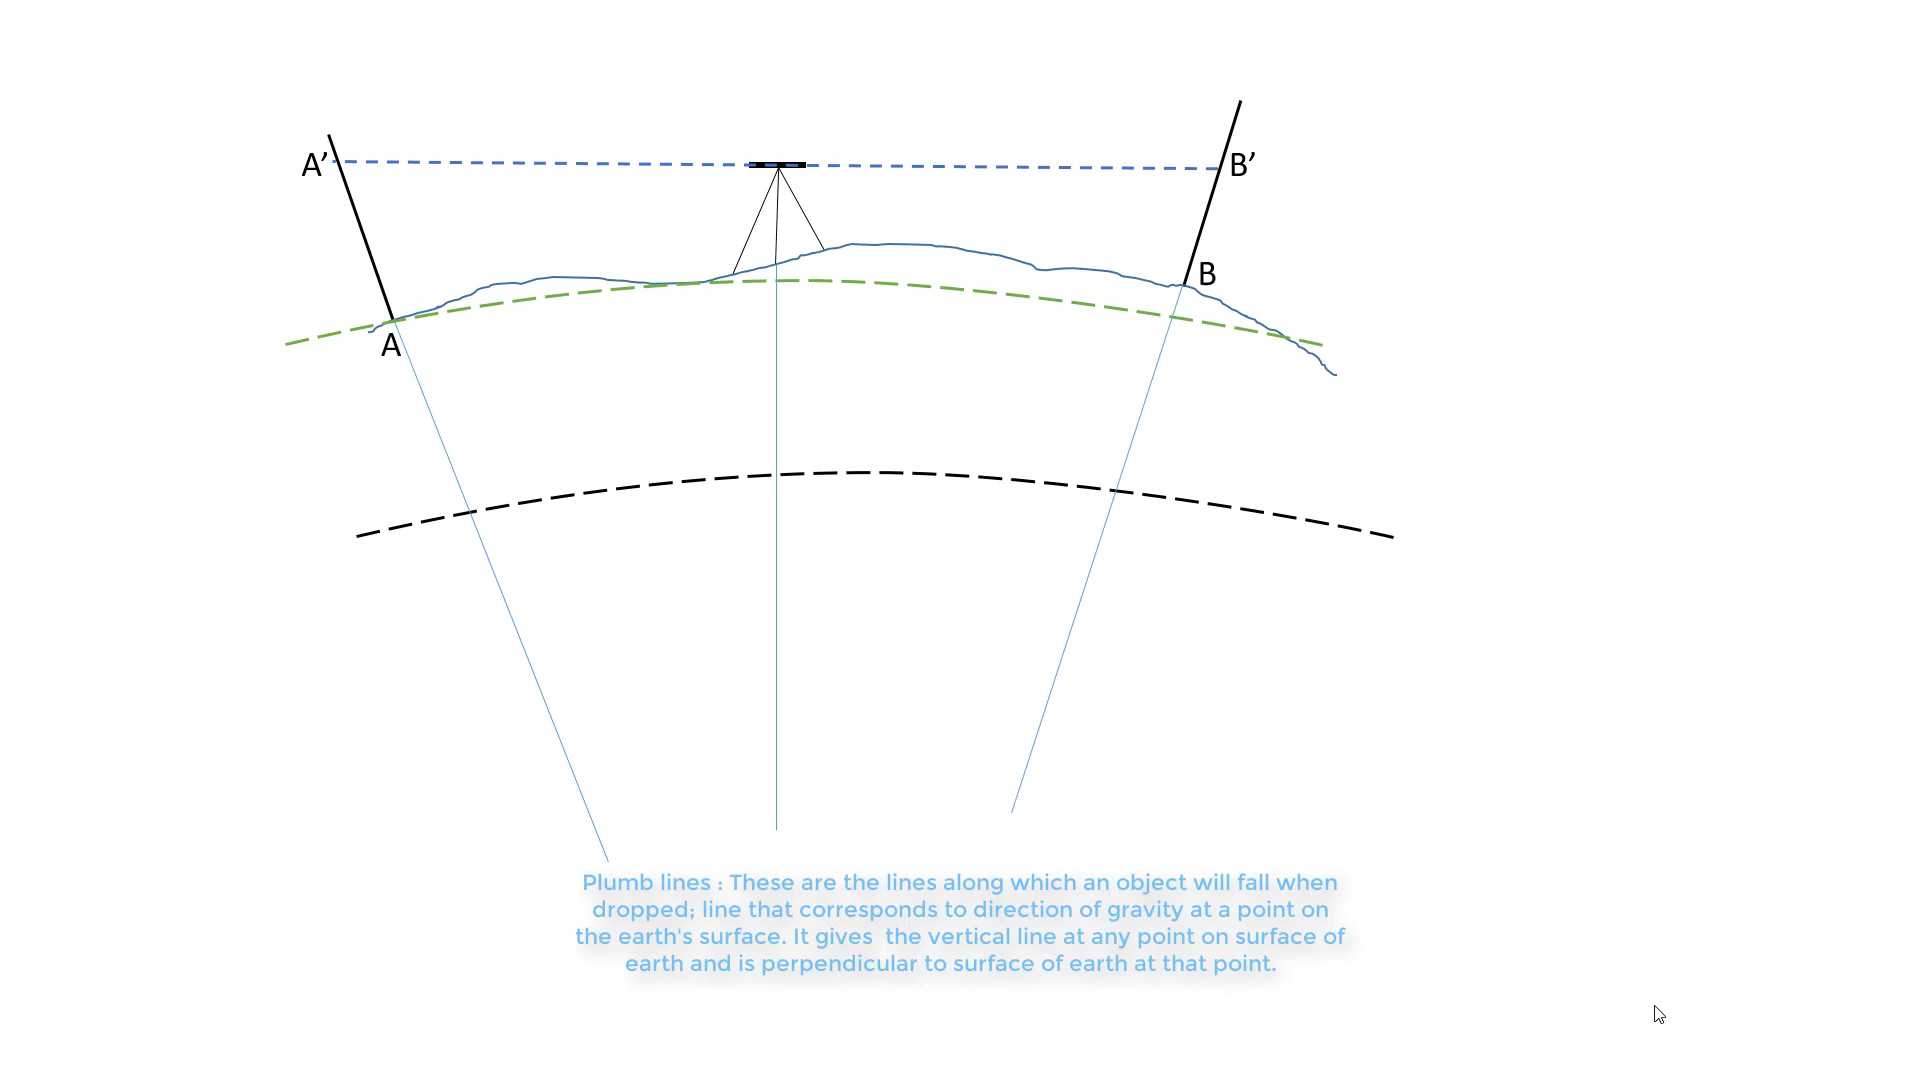 A’
B’
B
A
Plumb lines : These are the lines along which an object will fall when
dropped; line that corresponds to direction of gravity at a point on
the earth's surface. It gives  the vertical line at any point on surface of
earth and is perpendicular to surface of earth at that point.